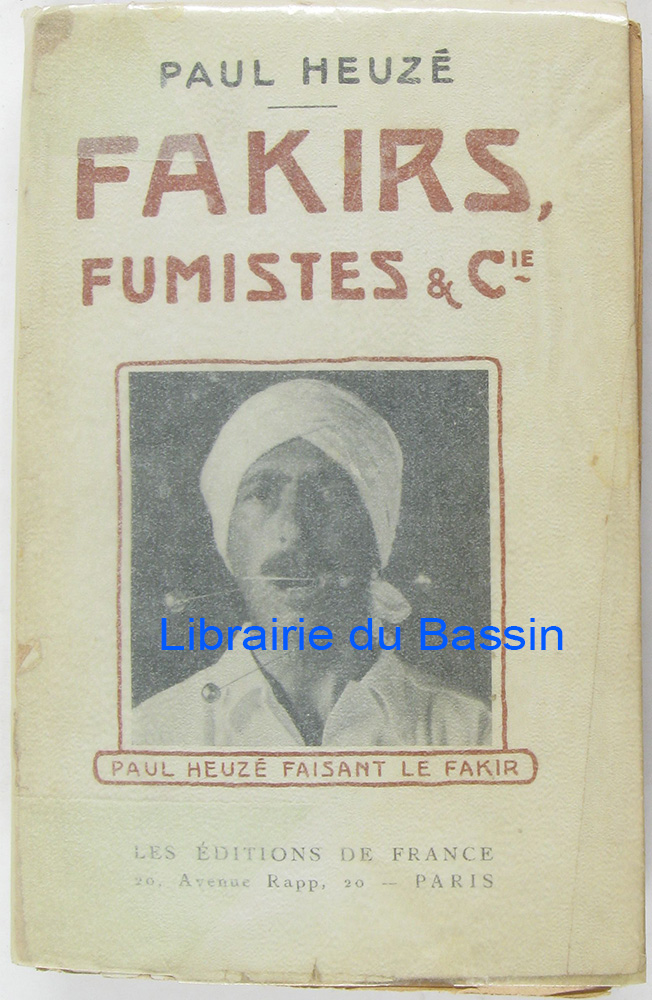 PAUL HEUZÉ
FAKIRS,
FUMISTES & CIE
Librairie du Bassin
PAUL HEUZÉ FAISANT LE FAKIR
LES ÉDITIONS DE FRANCE
20, Avenue Rapp, 20 — PARIS